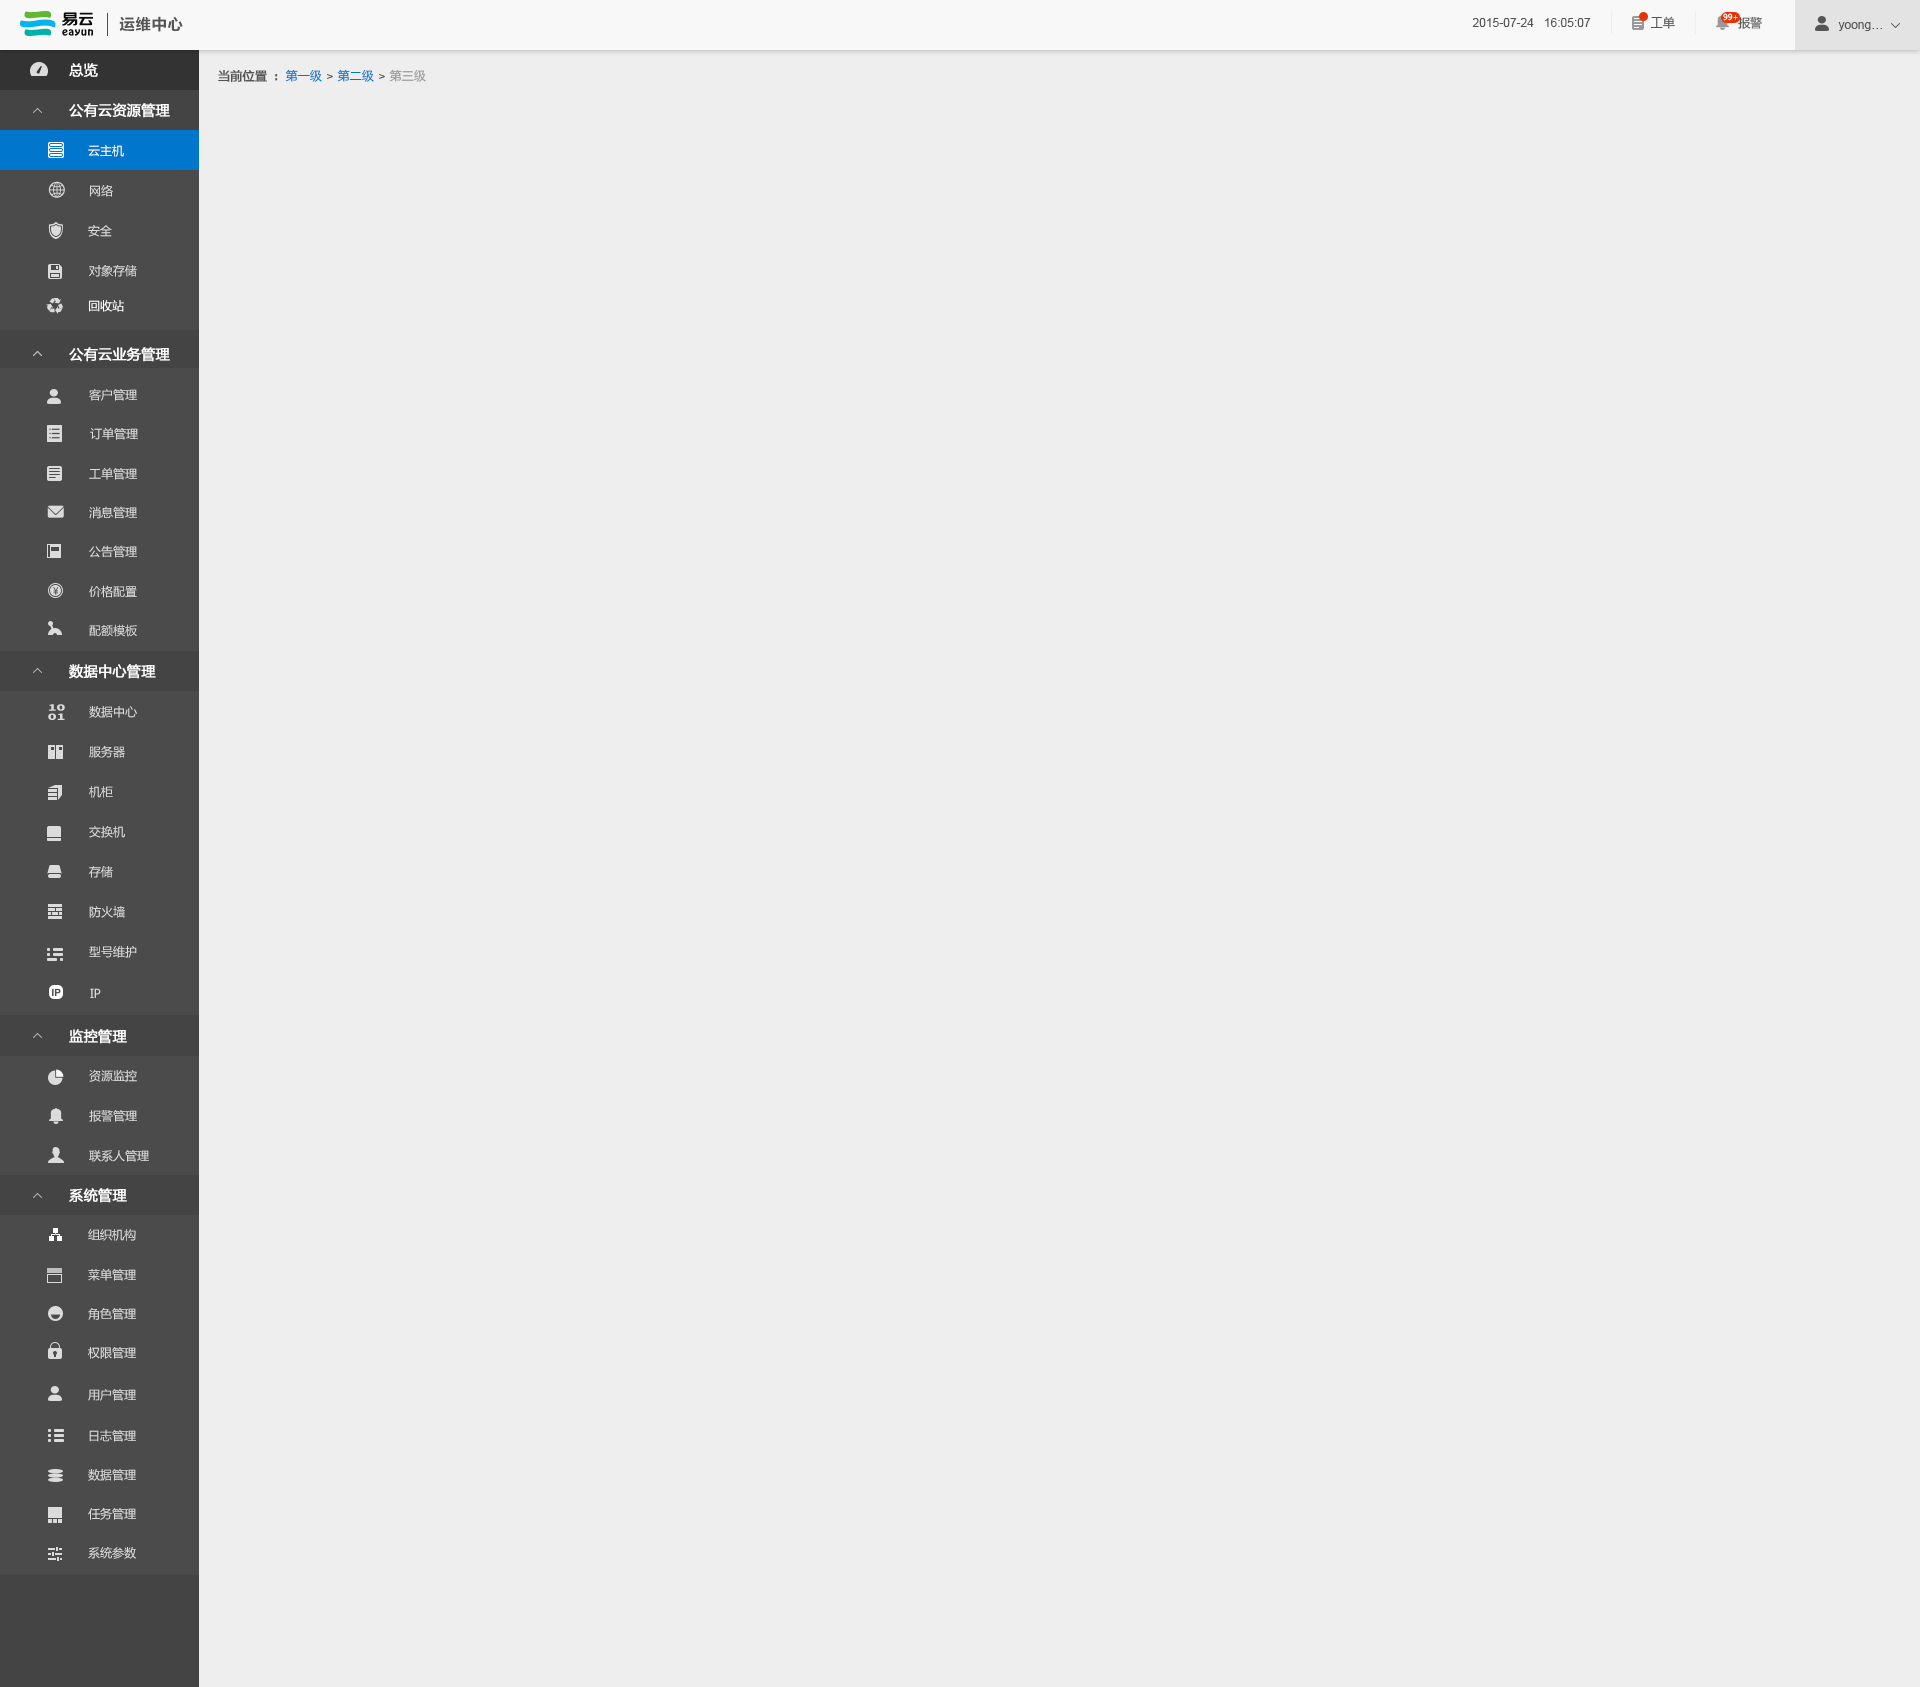 易云
eayun
运维中心
2015-07-24 16:05:07
工单
99+
报警
yoong...
当前位置 : 第一级 > 第二级 > 第三级
总览
公有云资源管理
云主机
网络
安全
对象存储
回收站
公有云业务管理
客户管理
订单管理
工单管理
消息管理
公告管理
¥
价格配置
配额模板
数据中心管理
10
01
数据中心
服务器
机柜
交换机
存储
防火墙
型号维护
IP
IP
监控管理
资源监控
报警管理
联系人管理
系统管理
组织机构
菜单管理
角色管理
权限管理
用户管理
日志管理
数据管理
任务管理
系统参数